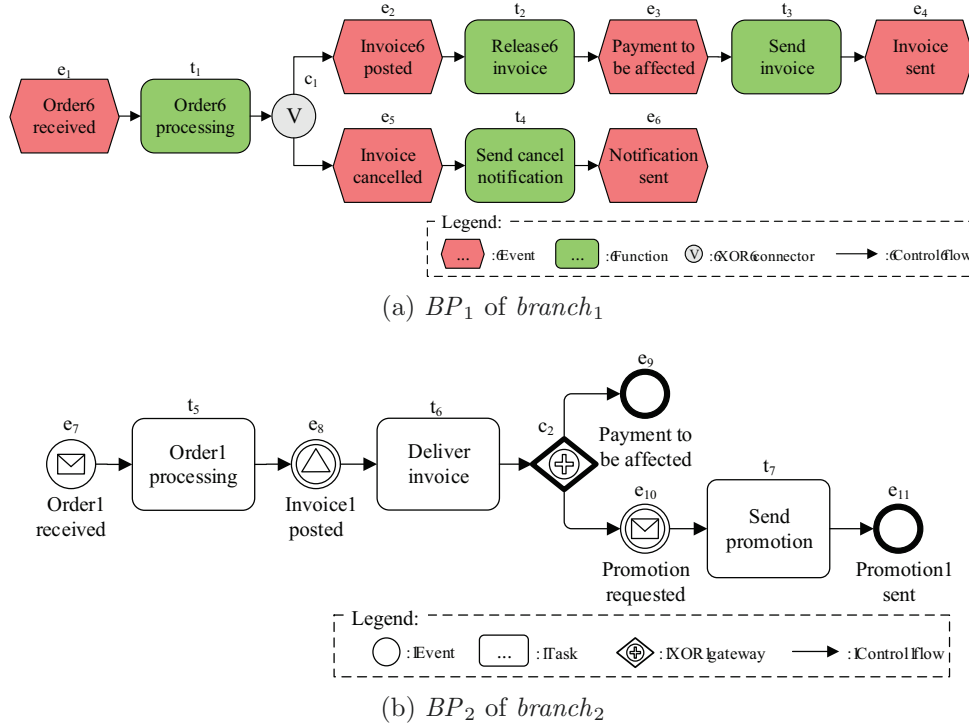 e2
t2
e3
t3
e4
Invoice6
posted
Release6
invoice
Payment to
be affected
Send
invoice
Invoice
sent
e1
t1
c1
Order6
received
Order6
processing
V
e5
t4
e6
Invoice
cancelled
Send cancel
notification
Notification
sent
Legend:
... :6Event
... :6Function
V :6XOR6connector
:6Control6flow
(a) BP1 of branch1
e9
Payment to
be affected
e7
t5
e8
t6
c2
Order1
received
Order1
processing
Invoice1
posted
Deliver
invoice
e10
t7
e11
Promotion
requested
Send
promotion
Promotion1
sent
Legend:
:1Event
... :1Task
:1XOR1gateway
:1Control1flow
(b) BP2 of branch2